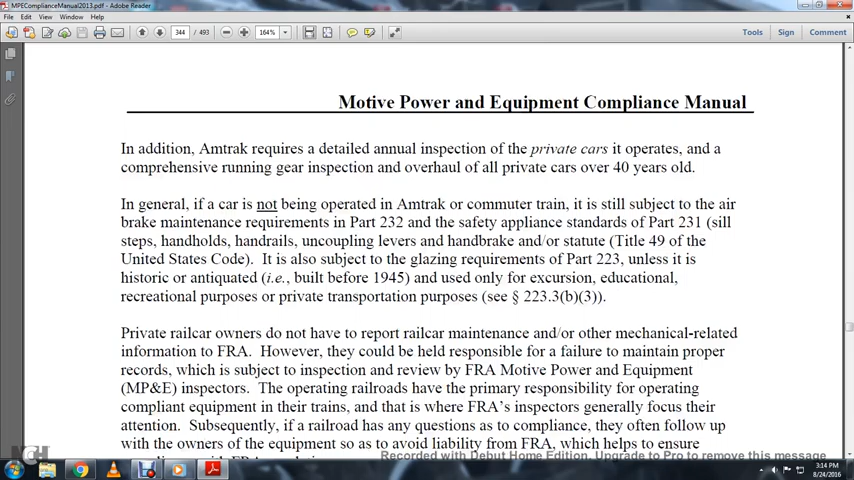 MPEComplianceManual2013.pdf - Adobe Reader
File Edit View Window Help
344 / 493 164% Tools Sign Comment
Motive Power and Equipment Compliance Manual
In addition, Amtrak requires a detailed annual inspection of the private cars it operates, and a
comprehensive running gear inspection and overhaul of all private cars over 40 years old.
In general, if a car is not being operated in Amtrak or commuter train, it is still subject to the air
brake maintenance requirements in Part 232 and the safety appliance standards of Part 231 (sill
steps, handholds, handrails, uncoupling levers and handbrake and/or statute (Title 49 of the
United States Code). It is also subject to the glazing requirements of Part 223, unless it is
historic or antiquated (i.e., built before 1945) and used only for excursion, educational,
recreational purposes or private transportation purposes (see § 223.3(b)(3)).
Private railcar owners do not have to report railcar maintenance and/or other mechanical-related
information to FRA. However, they could be held responsible for a failure to maintain proper
records, which is subject to inspection and review by FRA Motive Power and Equipment
(MP&E) inspectors. The operating railroads have the primary responsibility for operating
compliant equipment in their trains, and that is where FRA's inspectors generally focus their
attention. Subsequently, if a railroad has any questions as to compliance, they often follow up
with the owners of the equipment so as to avoid liability from FRA, which helps to ensure
NCH
Recorded with Debut Home Edition. Upgrade to Pro to remove this message
3:14 PM
8/24/2016